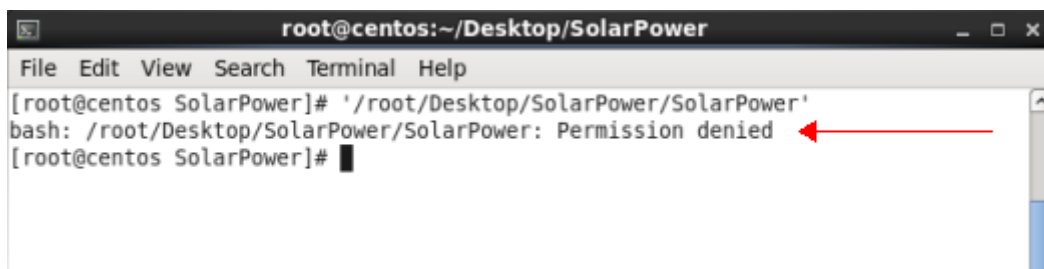 root@centos:~/Desktop/SolarPower
File Edit View Search Terminal Help
[root@centos SolarPower]# '/root/Desktop/SolarPower/SolarPower'
bash: /root/Desktop/SolarPower/SolarPower: Permission denied
[root@centos SolarPower]#